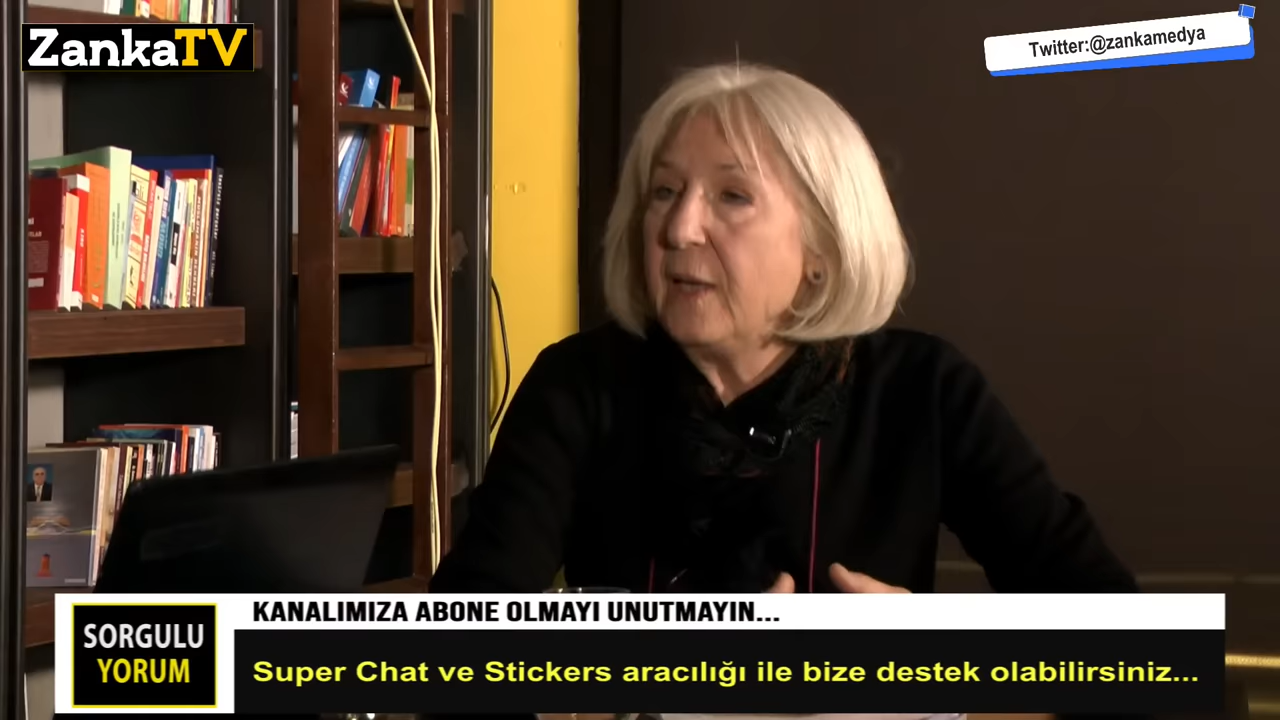 ZankaTV
Twitter:@zankamedya
SORGULU
YORUM
KANALIMIZA ABONE OLMAYI UNUTMAYIN...
Super Chat ve Stickers aracılığı ile bize destek olabilirsiniz...